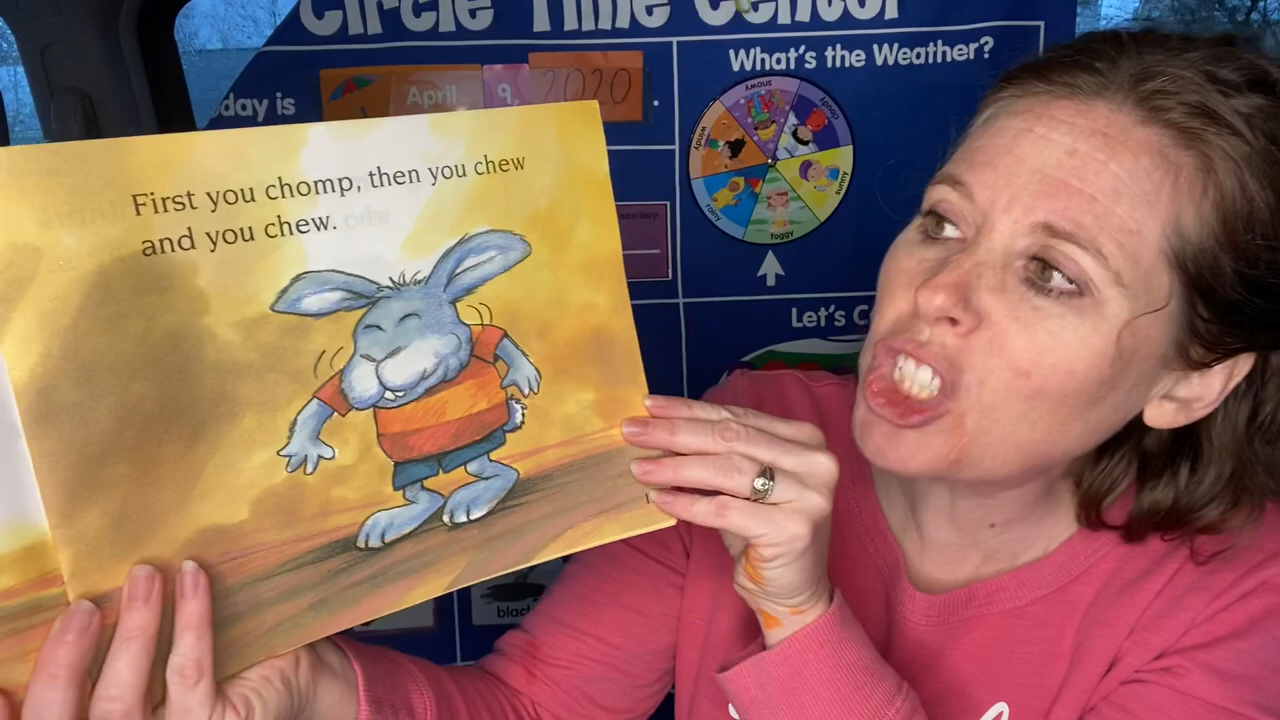 Circle Time Center
day is
April 9, 2020.
What's the Weather?
snowy
cloudy
windy
sunny
rainy
foggy
Let's C
First you chomp, then you chew
and you chew.
black